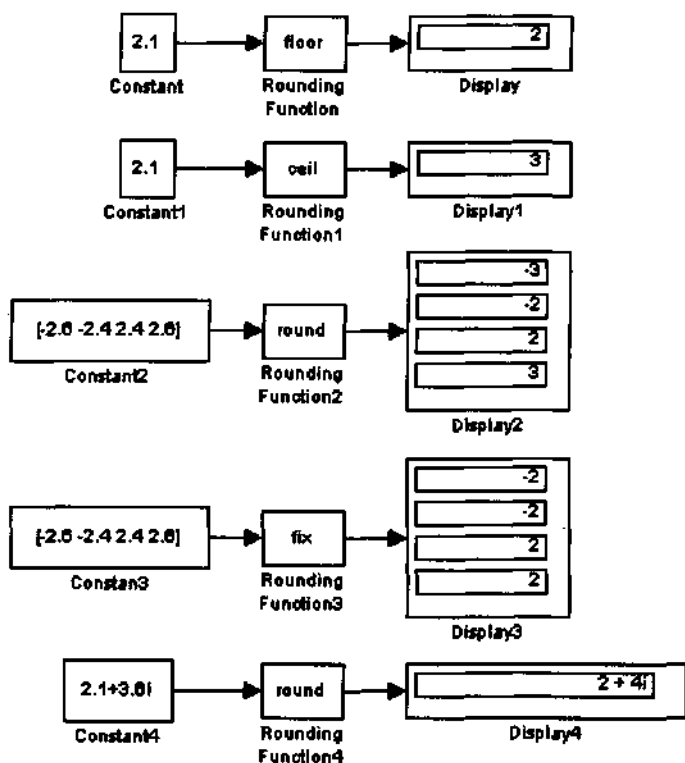 2.1
floor
2
Constant
Rounding
Function
Display
2.1
ceil
3
Constant1
Rounding
Function1
Display1
[-2.6 -2.4 2.4 2.6]
round
-3
-2
2
3
Constant2
Rounding
Function2
Display2
[-2.6 -2.4 2.4 2.6]
fix
-2
-2
2
2
Constan3
Rounding
Function3
Display3
2.1+3.6i
round
2 + 4i
Constant4
Rounding
Function4
Display4